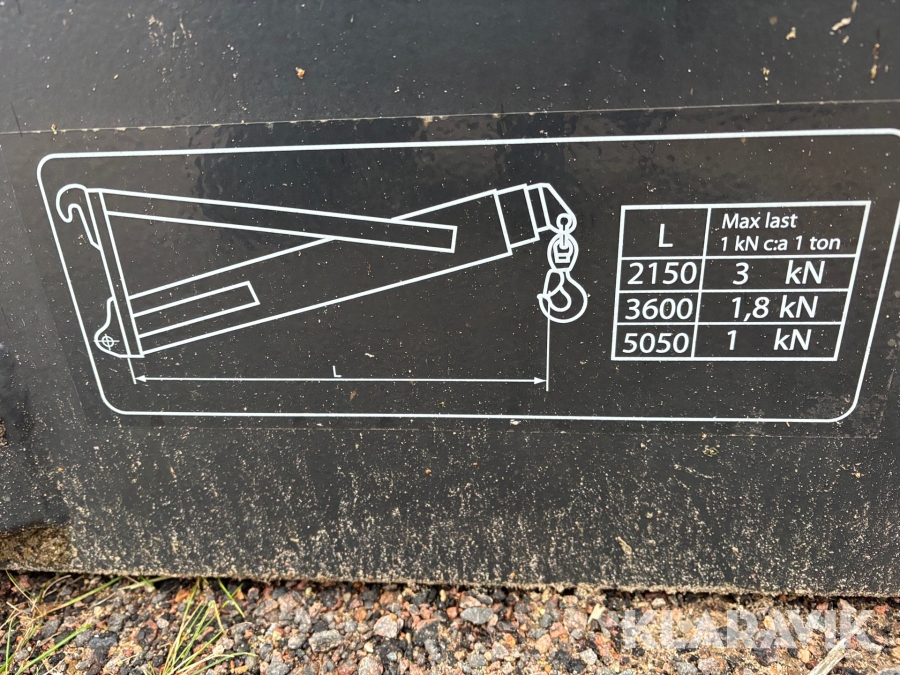 L
L
Max last
1 kN c:a 1 ton
2150 3 kN
3600 1,8 kN
5050 1 kN
KLARAVIK